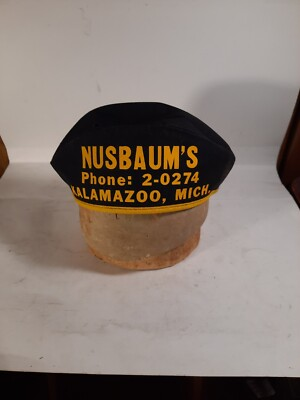 NUSBAUM'S
Phone: 2-0274
KALAMAZOO, MICH.